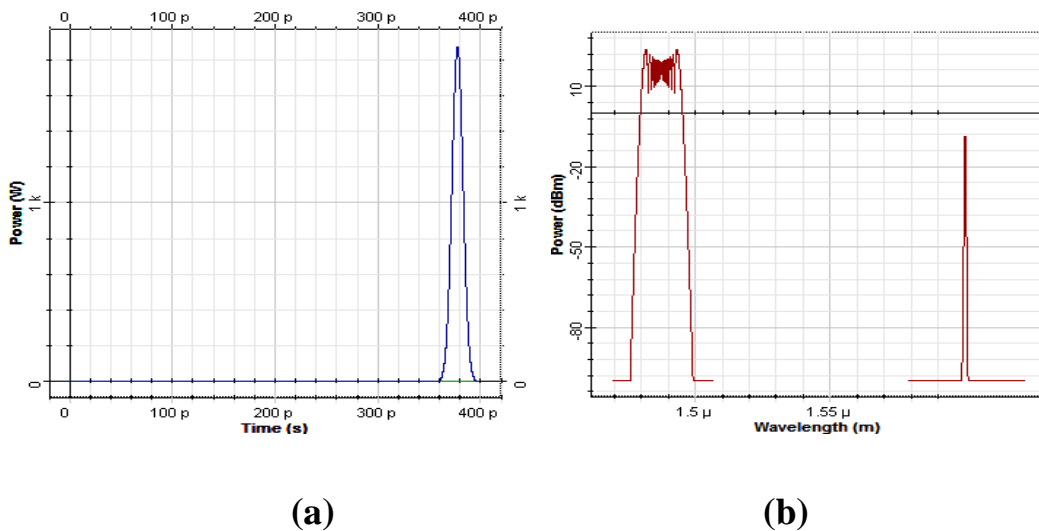 0 100 p 200 p 300 p 400 p
Power (W)
1 k
0
1 k
0
0 100 p 200 p 300 p 400 p
Time (s)
(a)
Power (dBm)
10
-20
-50
-80
1.5 µ 1.55 µ
Wavelength (m)
(b)